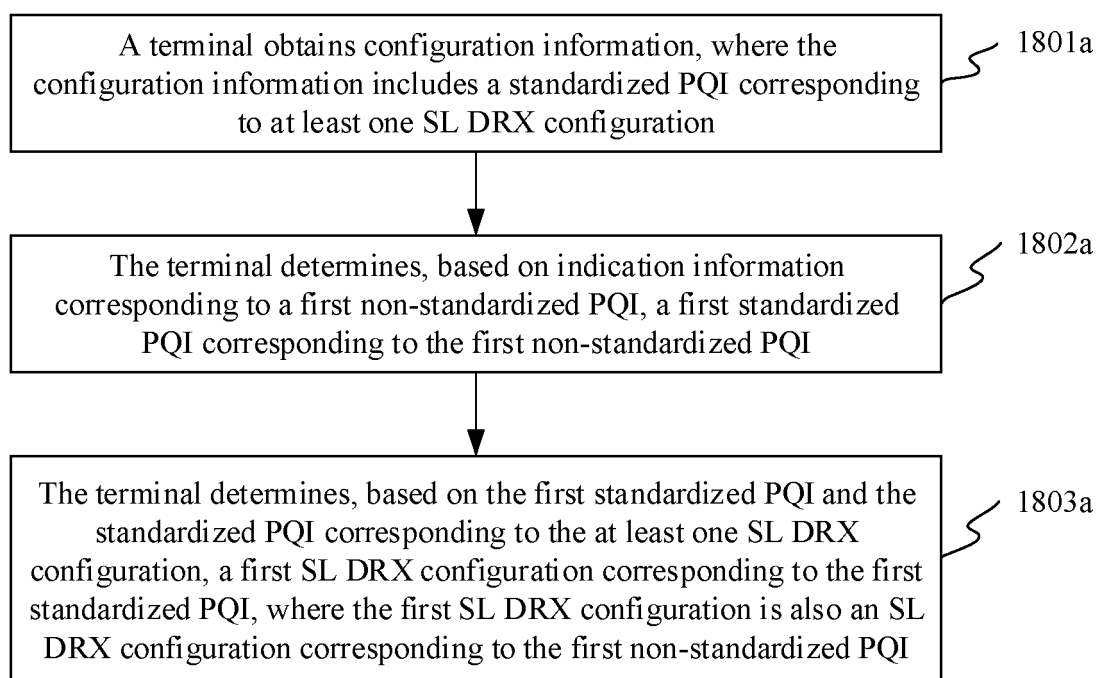 A terminal obtains configuration information, where the
configuration information includes a standardized PQI corresponding
to at least one SL DRX configuration
1801a
The terminal determines, based on indication information
corresponding to a first non-standardized PQI, a first standardized
PQI corresponding to the first non-standardized PQI
1802a
The terminal determines, based on the first standardized PQI and the
standardized PQI corresponding to the at least one SL DRX
configuration, a first SL DRX configuration corresponding to the first
standardized PQI, where the first SL DRX configuration is also an SL
DRX configuration corresponding to the first non-standardized PQI
1803a